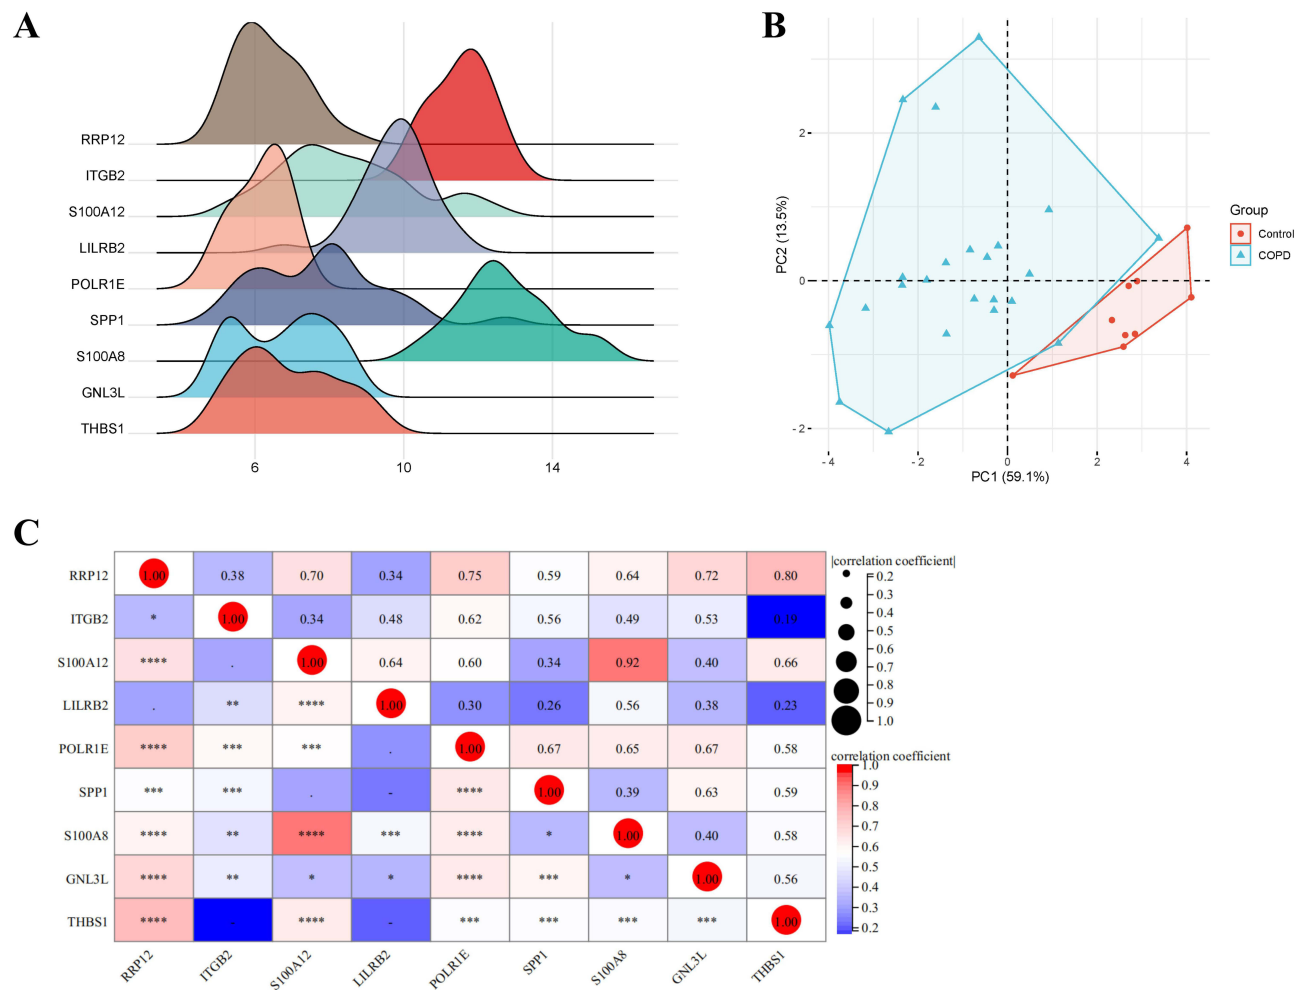 A
RRP12
ITGB2
S100A12
LILRB2
POLR1E
SPP1
S100A8
GNL3L
THBS1
6 10 14
B
PC2 (13.5%)
2
0
-2
-4 -2 0 2 4
PC1 (59.1%)
Group
Control
COPD
C
RRP12 1.00 0.38 0.70 0.34 0.75 0.59 0.64 0.72 0.80
ITGB2 * 1.00 0.34 0.48 0.62 0.56 0.49 0.53 0.19
S100A12 **** . 1.00 0.64 0.60 0.34 0.92 0.40 0.66
LILRB2 . ** **** 1.00 0.30 0.26 0.56 0.38 0.23
POLR1E **** *** *** . 1.00 0.67 0.65 0.67 0.58
SPP1 *** *** . - **** 1.00 0.39 0.63 0.59
S100A8 **** ** **** *** **** * 1.00 0.40 0.58
GNL3L **** ** * * **** *** * 1.00 0.56
THBS1 **** - **** - *** *** *** *** 1.00
RRP12 ITGB2 S100A12 LILRB2 POLR1E SPP1 S100A8 GNL3L THBS1
|correlation coefficient|
0.2
0.3
0.4
0.5
0.6
0.7
0.8
0.9
1.0
correlation coefficient
1.0
0.9
0.8
0.7
0.6
0.5
0.4
0.3
0.2